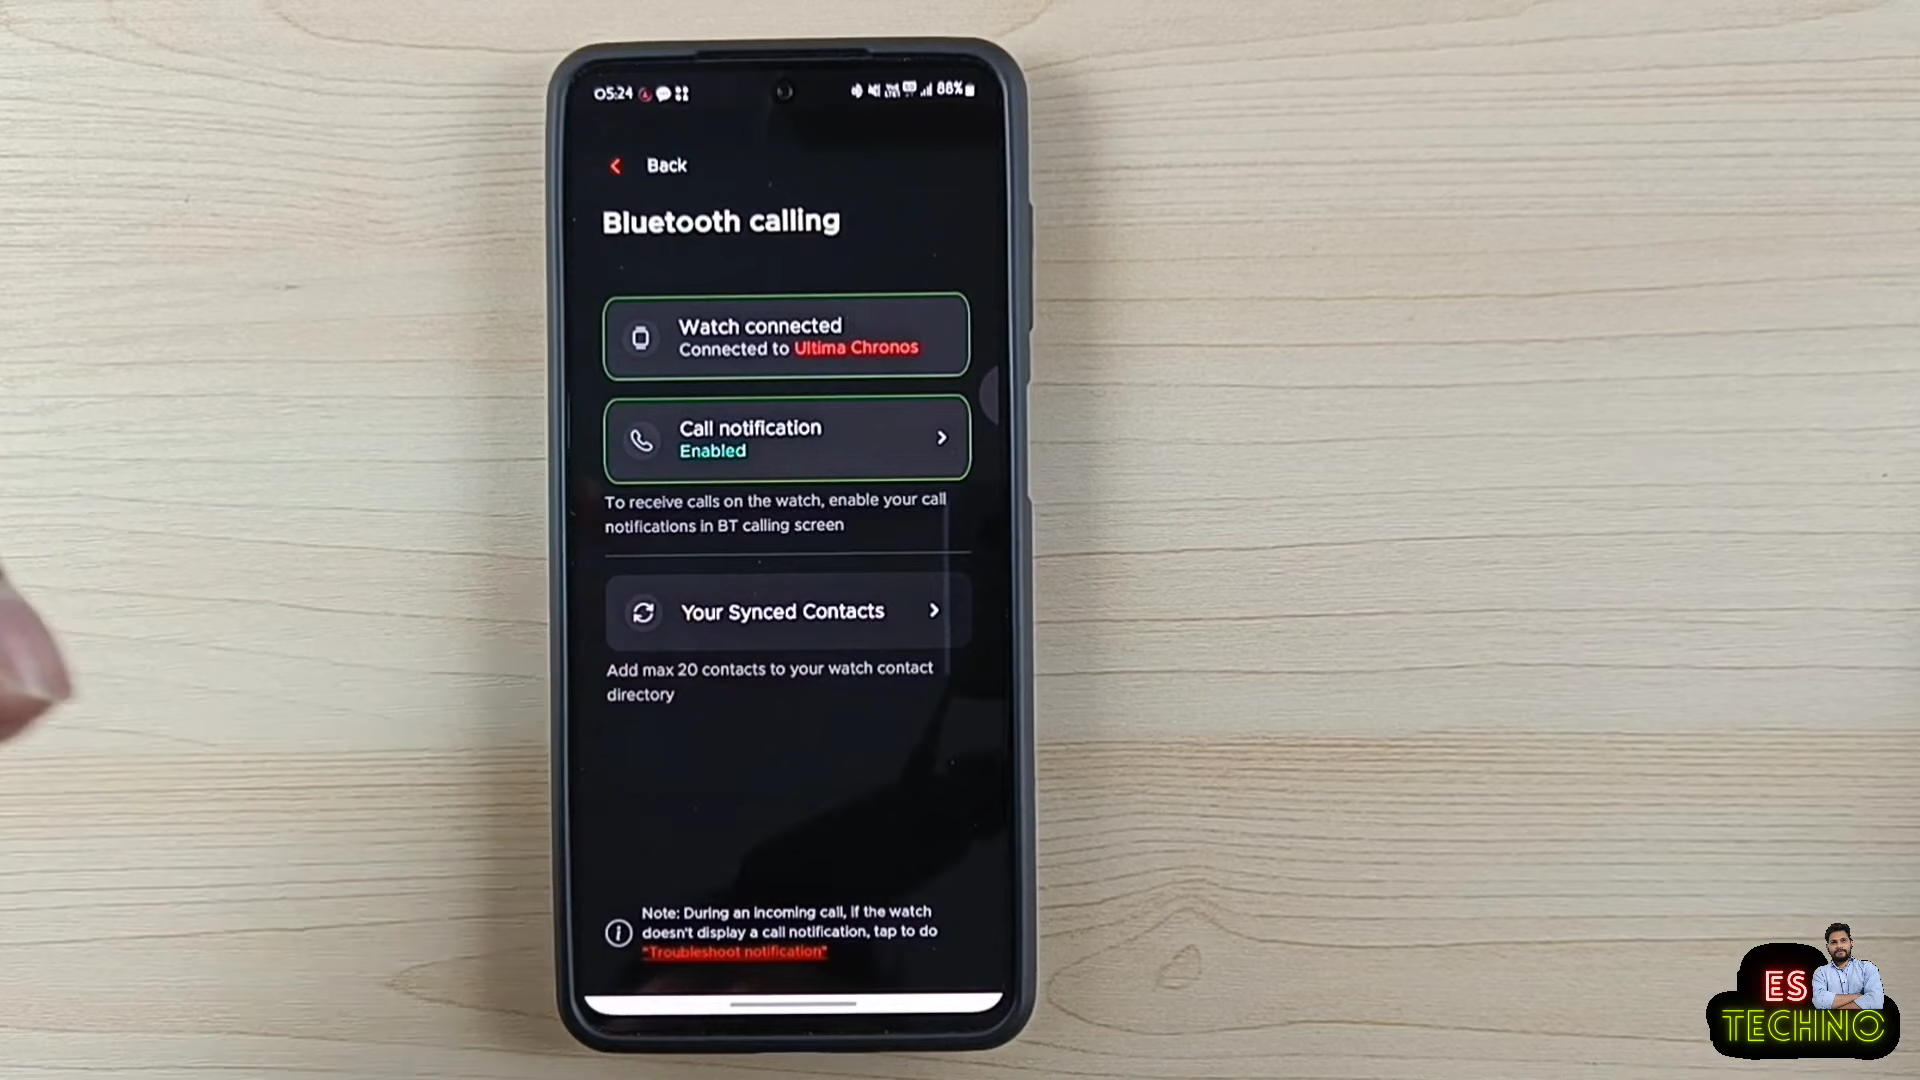 05:24
88%
Back
Bluetooth calling
Watch connected
Connected to Ultima Chronos
Call notification
Enabled
To receive calls on the watch, enable your call
notifications in BT calling screen
Your Synced Contacts
Add max 20 contacts to your watch contact
directory
Note: During an incoming call, if the watch
doesn't display a call notification, tap to do
"Troubleshoot notification"
ES
TECHNO